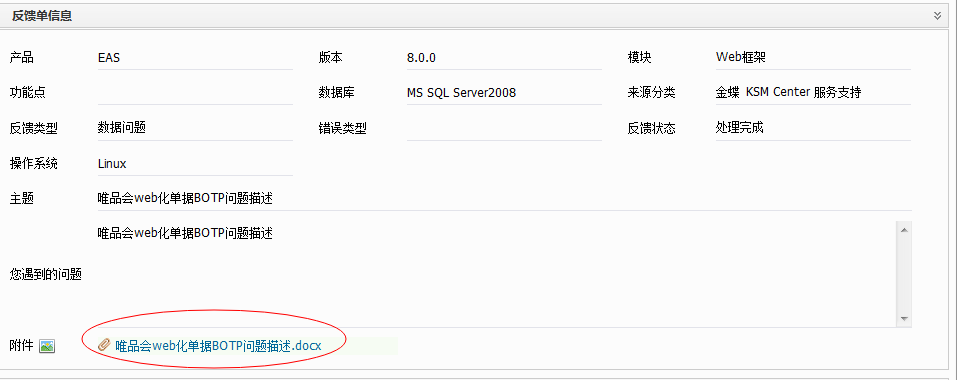 反馈单信息
产品 EAS 版本 8.0.0 模块 Web框架
功能点 数据库 MS SQL Server2008 来源分类 金蝶 KSM Center 服务支持
反馈类型 数据问题 错误类型 反馈状态 处理完成
操作系统 Linux
主题 唯品会web化单据BOTP问题描述
唯品会web化单据BOTP问题描述
您遇到的问题
附件 唯品会web化单据BOTP问题描述.docx